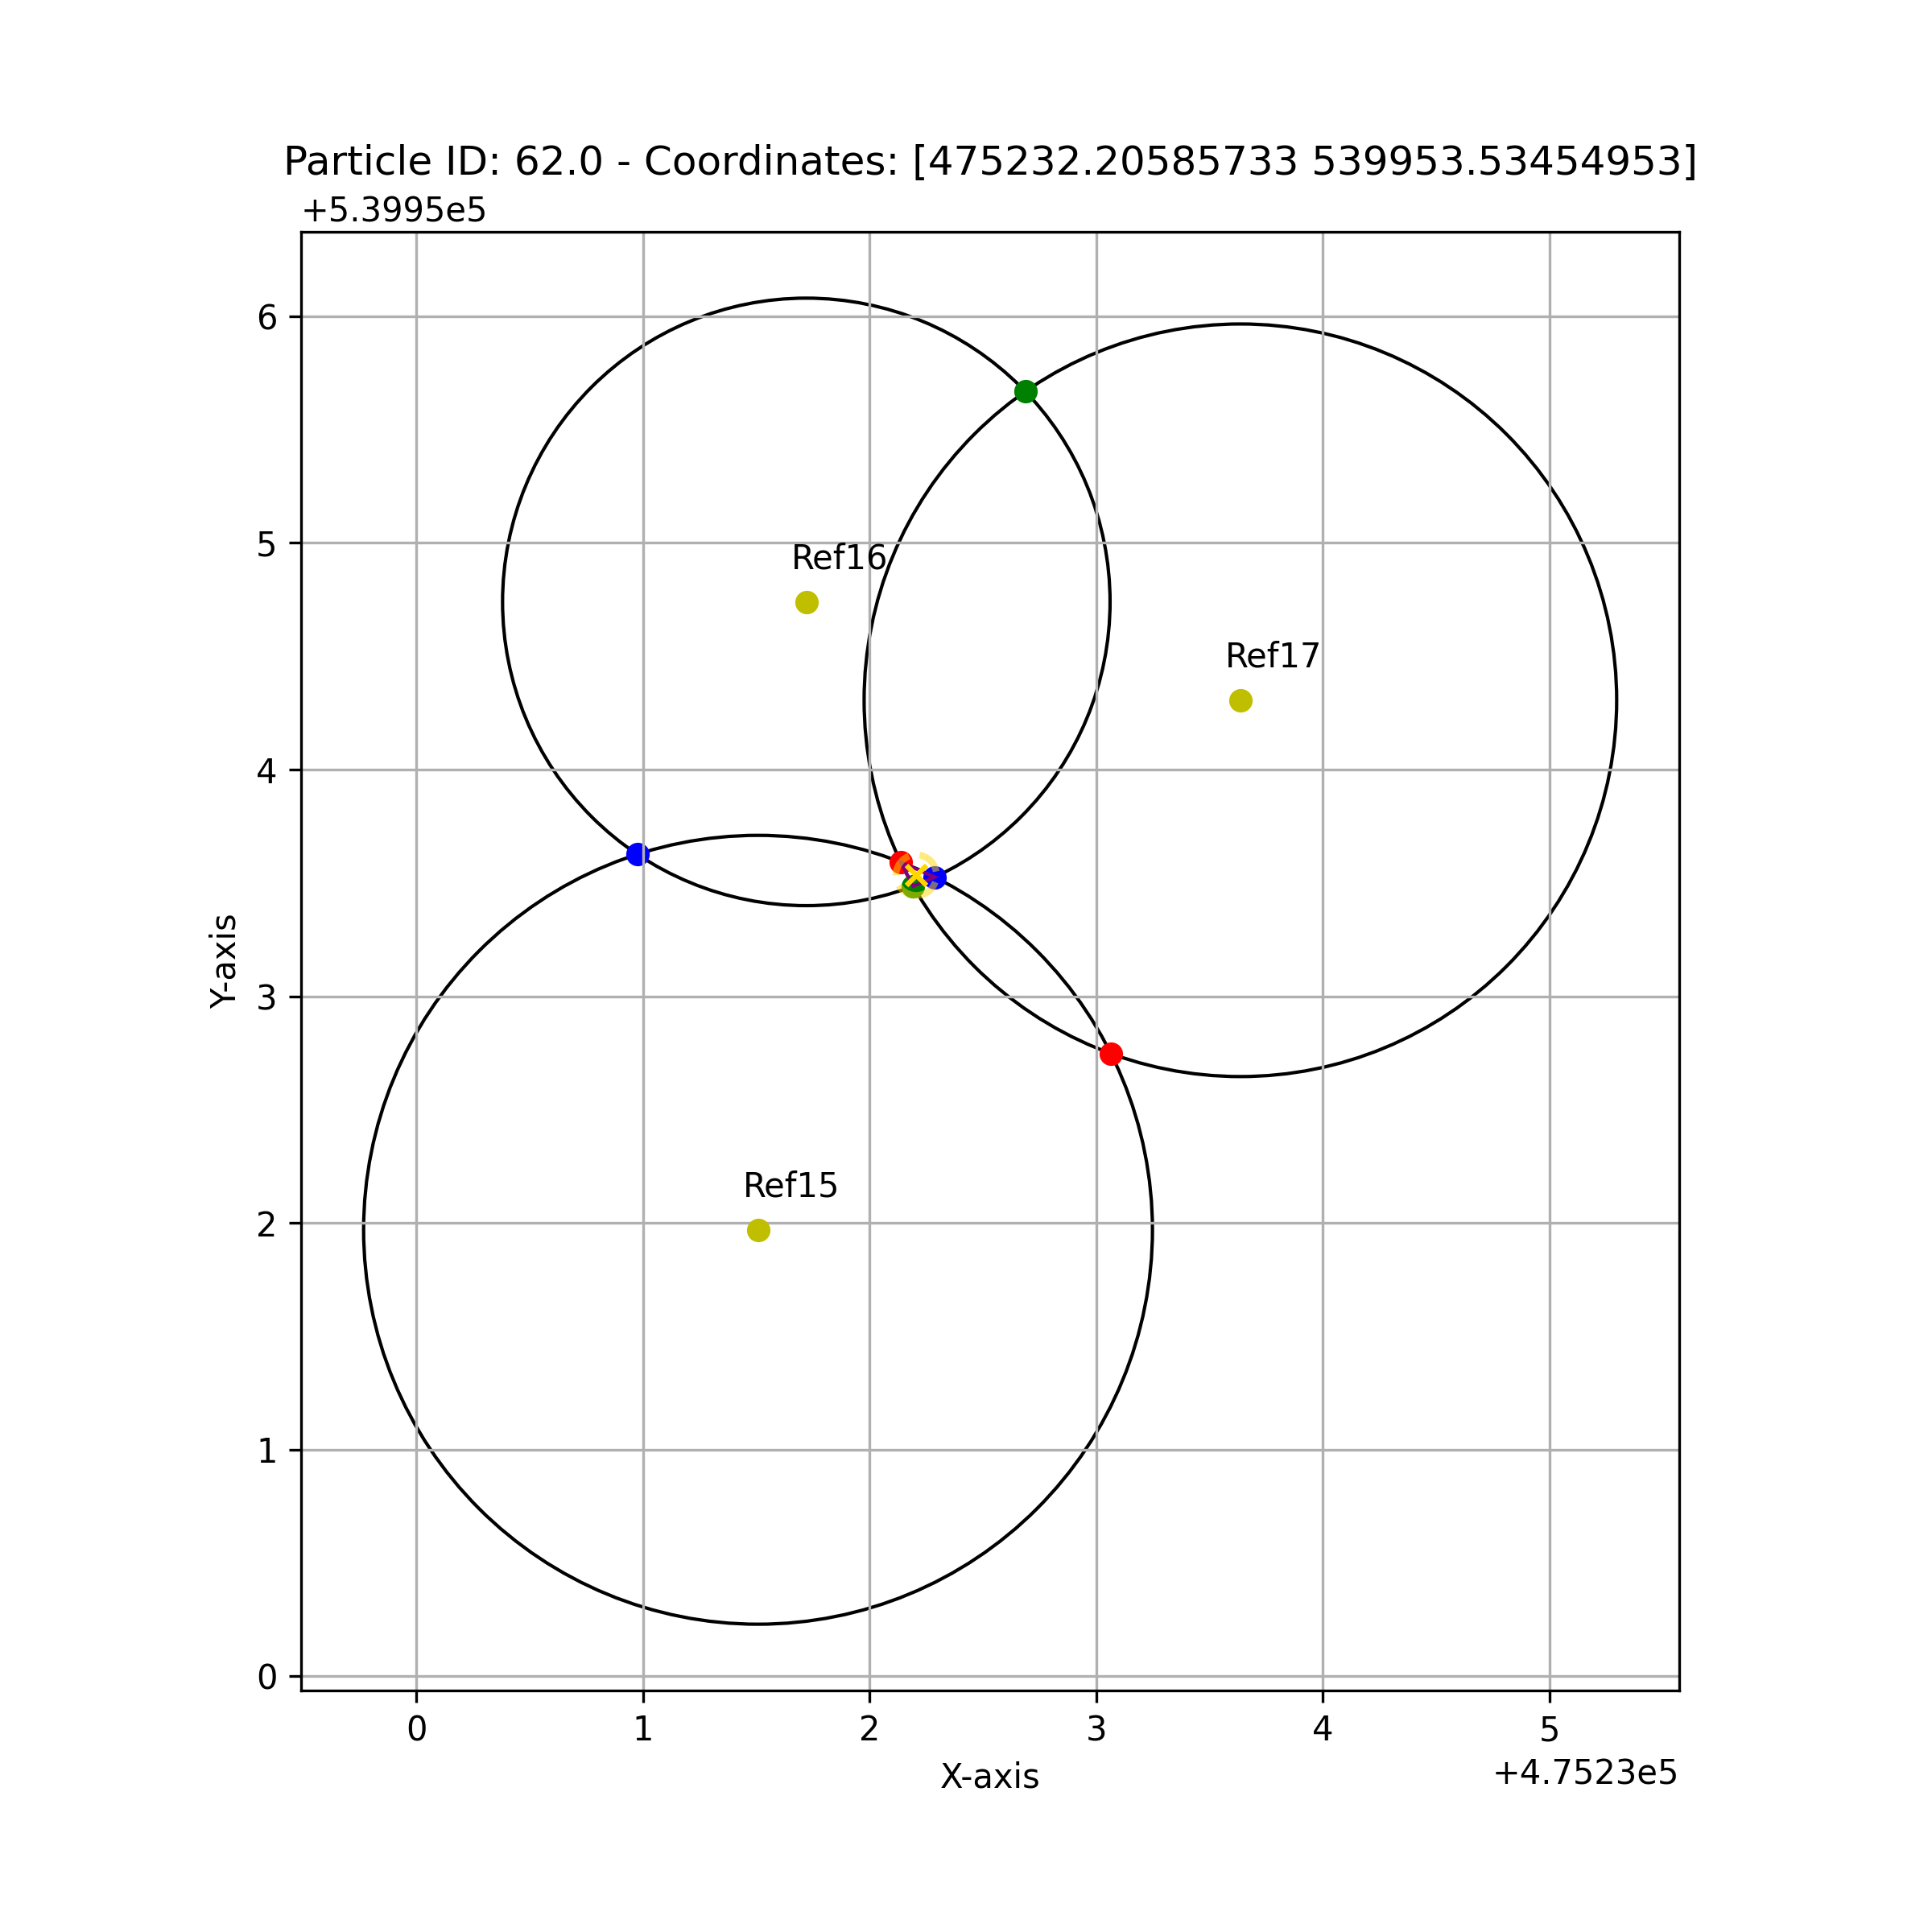 Particle ID: 62.0 - Coordinates: [475232.20585733 539953.53454953]
+5.3995e5
6
5
4
3
2
1
0
Y-axis
Ref16
Ref17
Ref15
0 1 2 3 4 5
X-axis
+4.7523e5